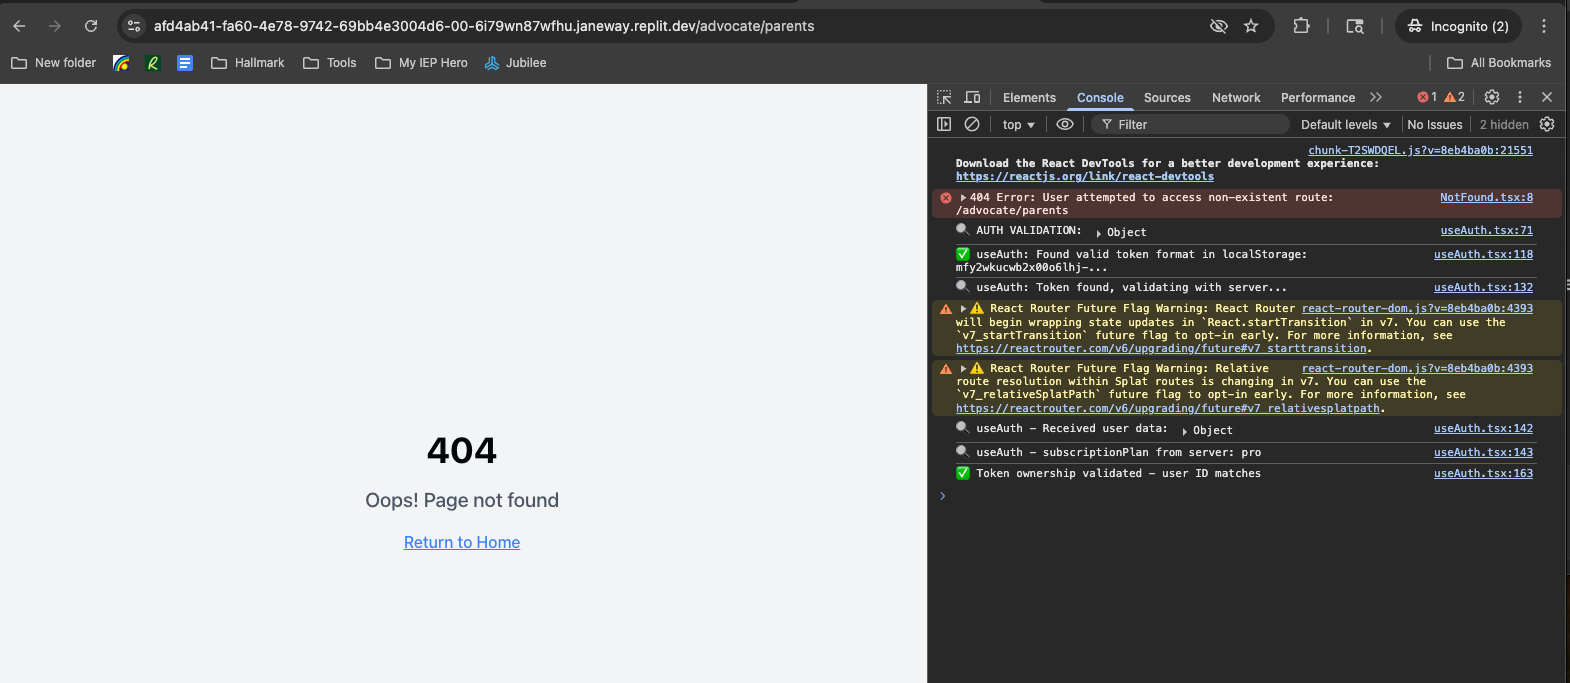 afd4ab41-fa60-4e78-9742-69bb4e3004d6-00-6i79wn87wfhu.janeway.replit.dev/advocate/parents
Incognito (2)
New folder
Hallmark
Tools
My IEP Hero
Jubilee
All Bookmarks
Elements Console Sources Network Performance 1 2
top Filter Default levels No Issues 2 hidden
chunk-T2SWDQEL.js?v=8eb4ba0b:21551
Download the React DevTools for a better development experience:
https://reactjs.org/link/react-devtools
404 Error: User attempted to access non-existent route: NotFound.tsx:8
/advocate/parents
AUTH VALIDATION: Object useAuth.tsx:71
useAuth: Found valid token format in localStorage: useAuth.tsx:118
mfy2wkucwb2x00o6lhj-...
useAuth: Token found, validating with server... useAuth.tsx:132
React Router Future Flag Warning: React Router react-router-dom.js?v=8eb4ba0b:4393
will begin wrapping state updates in `React.startTransition` in v7. You can use the
`v7_startTransition` future flag to opt-in early. For more information, see
https://reactrouter.com/v6/upgrading/future#v7_starttransition.
React Router Future Flag Warning: Relative react-router-dom.js?v=8eb4ba0b:4393
route resolution within Splat routes is changing in v7. You can use the
`v7_relativeSplatPath` future flag to opt-in early. For more information, see
https://reactrouter.com/v6/upgrading/future#v7_relativesplatpath.
useAuth - Received user data: Object useAuth.tsx:142
useAuth - subscriptionPlan from server: pro useAuth.tsx:143
Token ownership validated - user ID matches useAuth.tsx:163
404
Oops! Page not found
Return to Home